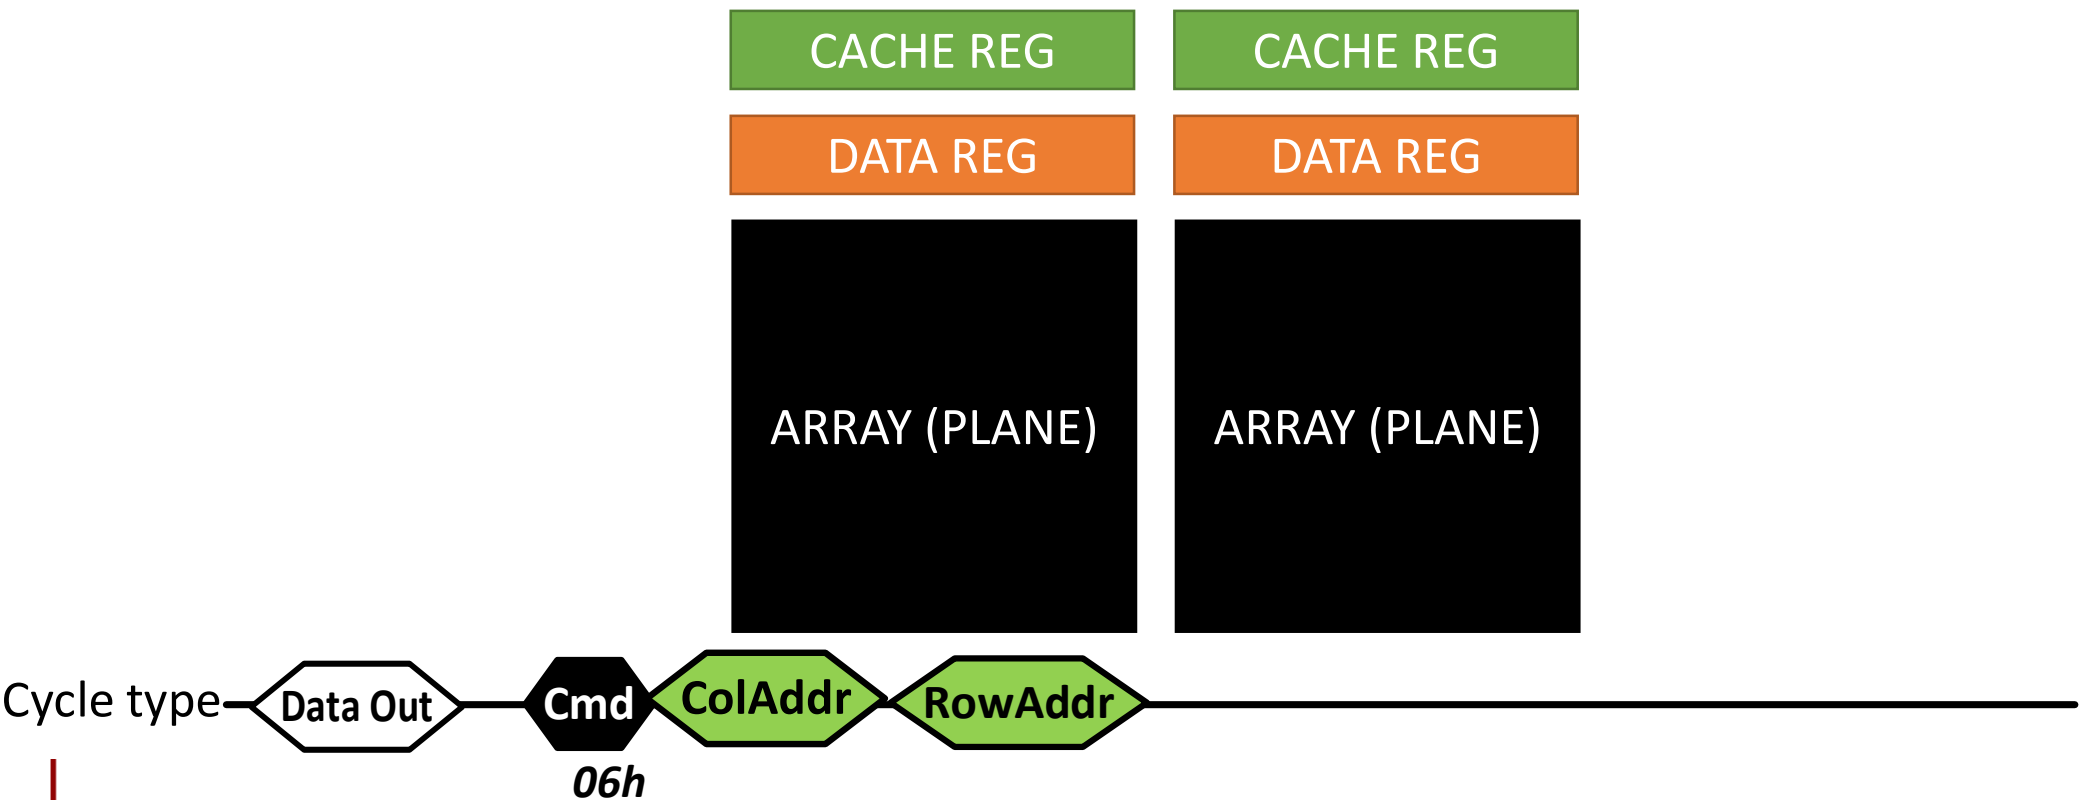 CACHE REG CACHE REG
DATA REG DATA REG
ARRAY (PLANE) ARRAY (PLANE)
Cycle type Data Out Cmd ColAddr RowAddr
06h